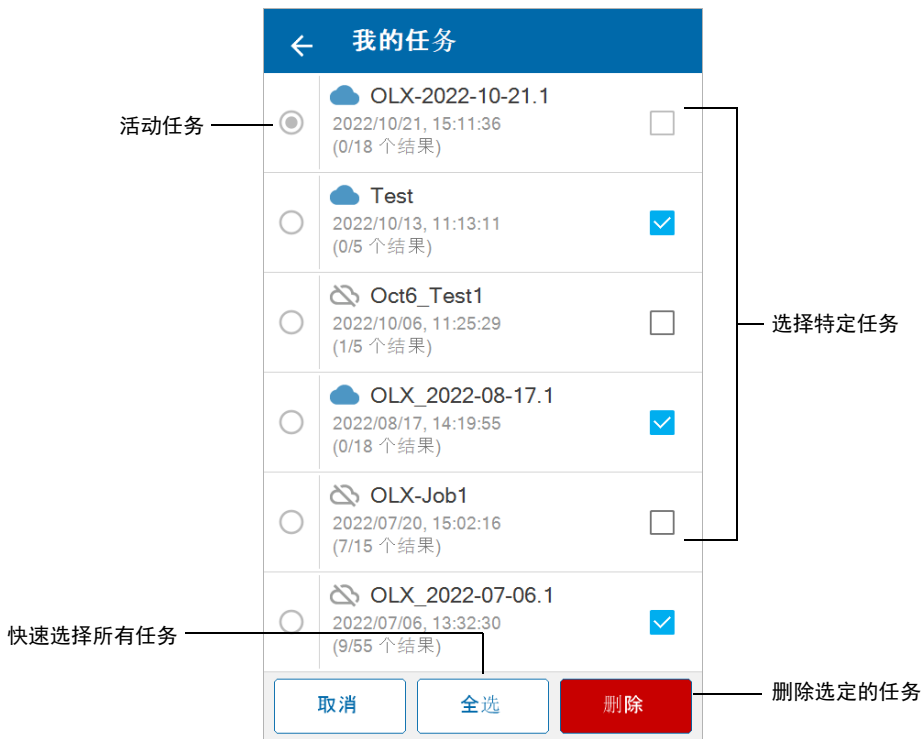 我的任务
OLX-2022-10-21.1
活动任务
2022/10/21, 15:11:36
(0/18 个结果)
Test
2022/10/13, 11:13:11
(0/5 个结果)
Oct6_Test1
2022/10/06, 11:25:29
选择特定任务
(1/5 个结果)
OLX_2022-08-17.1
2022/08/17, 14:19:55
(0/18 个结果)
OLX-Job1
2022/07/20, 15:02:16
(7/15 个结果)
OLX_2022-07-06.1
2022/07/06, 13:32:30
快速选择所有任务
(9/55 个结果)
取消
全选
删除
删除选定的任务